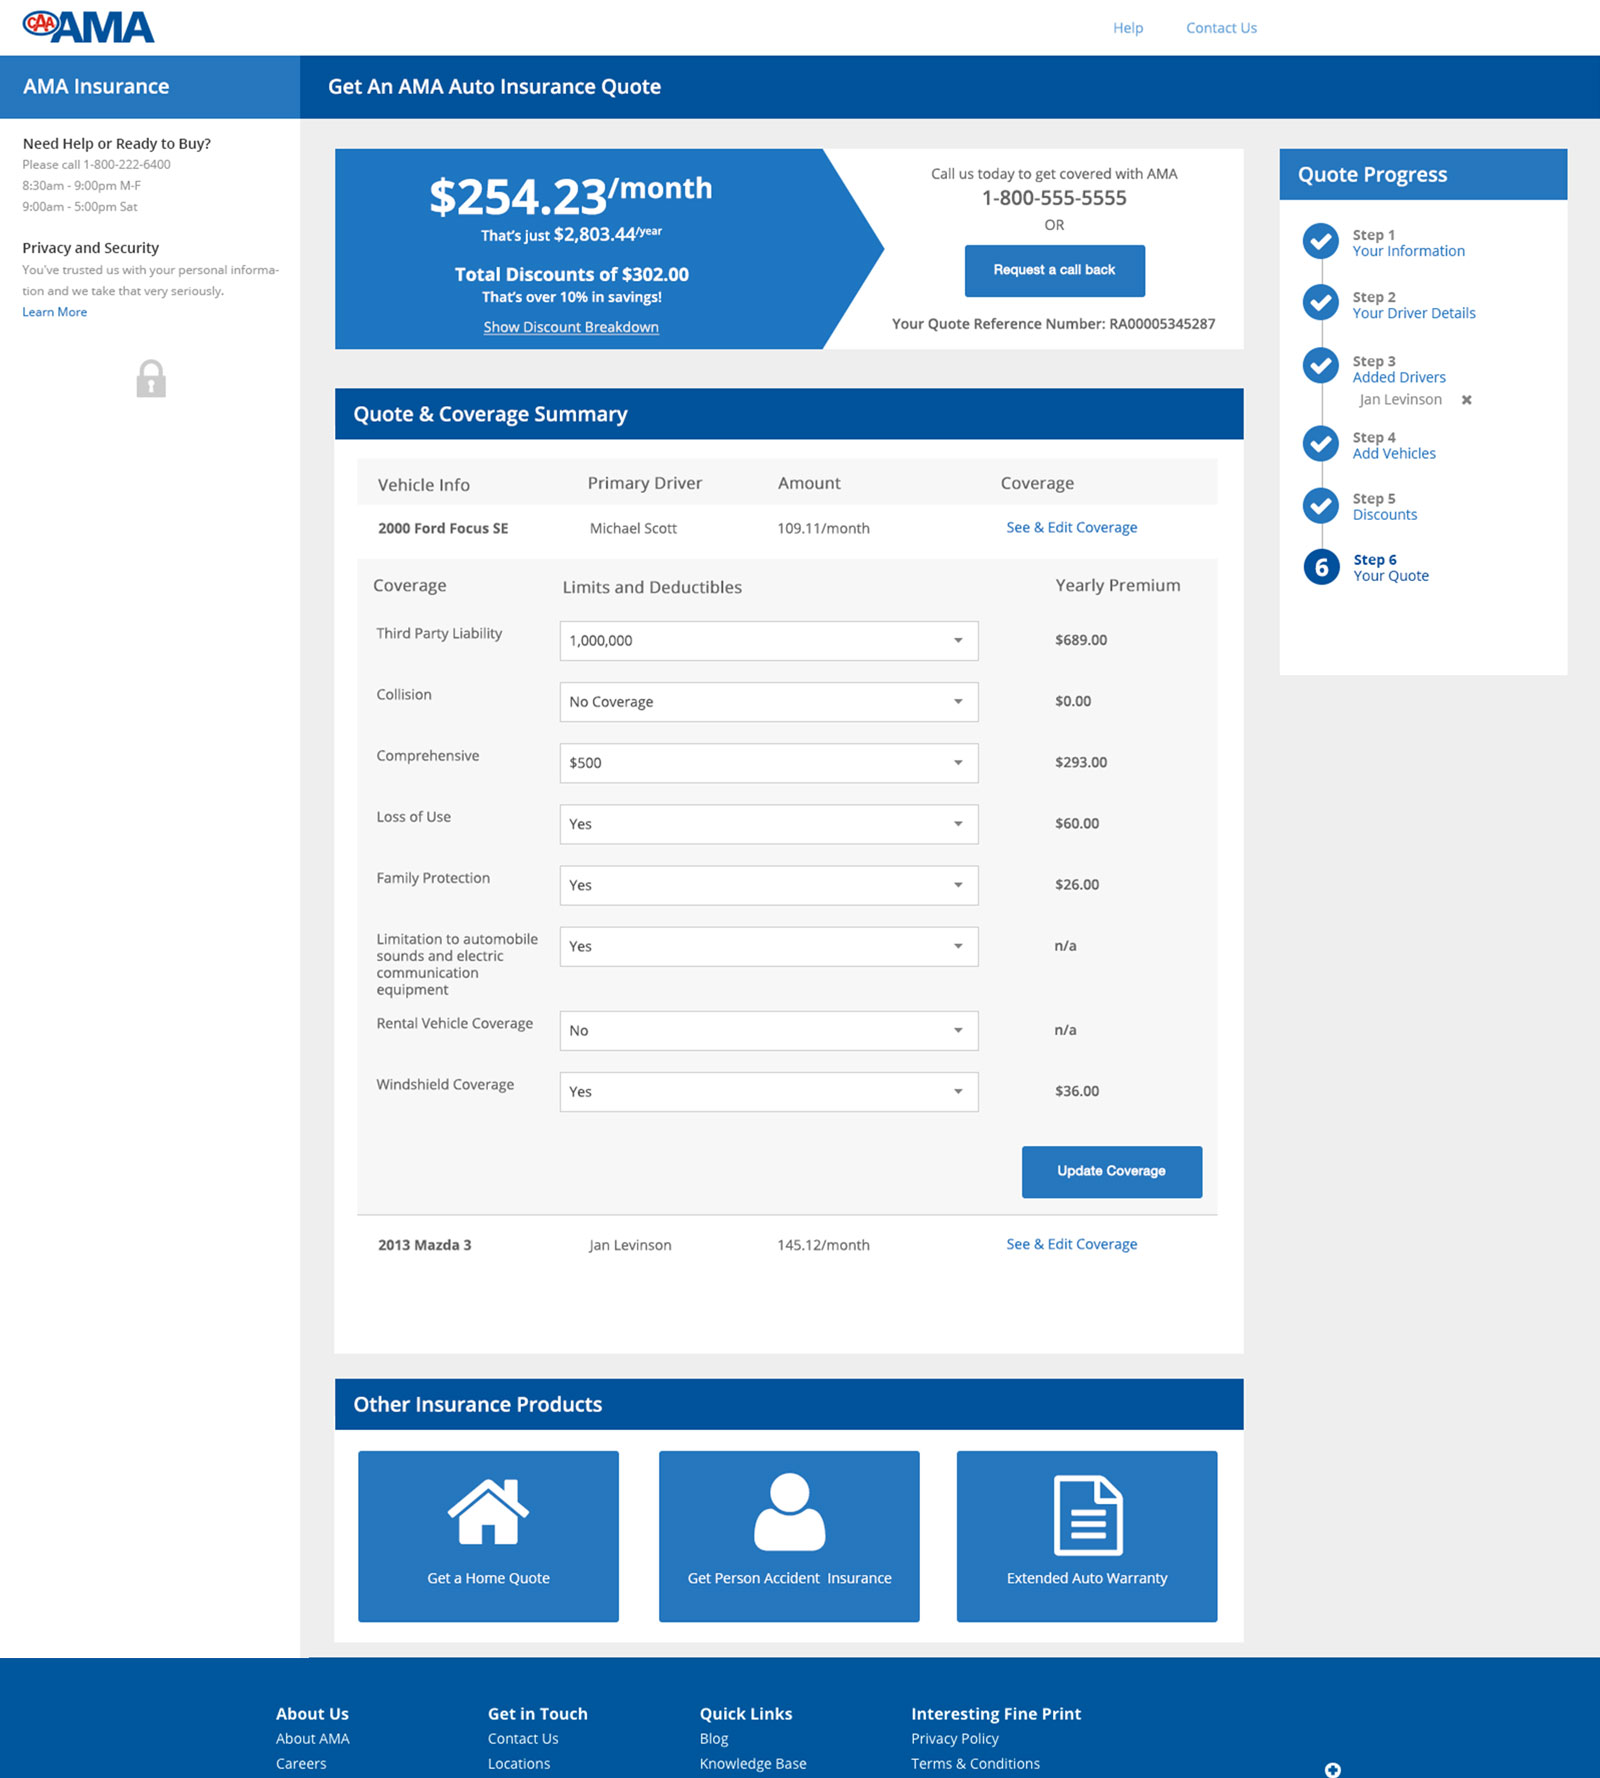 CAA AMA
Help
Contact Us
AMA Insurance
Get An AMA Auto Insurance Quote
Need Help or Ready to Buy?
Please call 1-800-222-6400
8:30am - 9:00pm M-F
9:00am - 5:00pm Sat
Privacy and Security
You've trusted us with your personal informa-
tion and we take that very seriously.
Learn More
$254.23/month
That's just $2,803.44/year
Total Discounts of $302.00
That's over 10% in savings!
Show Discount Breakdown
Call us today to get covered with AMA
1-800-555-5555
OR
Request a call back
Your Quote Reference Number: RA00005345287
Quote Progress
Step 1
Your Information
Step 2
Your Driver Details
Step 3
Added Drivers
Jan Levinson
Step 4
Add Vehicles
Step 5
Discounts
6
Step 6
Your Quote
Quote & Coverage Summary
Vehicle Info
Primary Driver
Amount
Coverage
2000 Ford Focus SE
Michael Scott
109.11/month
See & Edit Coverage
Coverage
Limits and Deductibles
Yearly Premium
Third Party Liability
1,000,000
$689.00
Collision
No Coverage
$0.00
Comprehensive
$500
$293.00
Loss of Use
Yes
$60.00
Family Protection
Yes
$26.00
Limitation to automobile
sounds and electric
communication
equipment
Yes
n/a
Rental Vehicle Coverage
No
n/a
Windshield Coverage
Yes
$36.00
Update Coverage
2013 Mazda 3
Jan Levinson
145.12/month
See & Edit Coverage
Other Insurance Products
Get a Home Quote
Get Person Accident Insurance
Extended Auto Warranty
About Us
About AMA
Careers
Get in Touch
Contact Us
Locations
Quick Links
Blog
Knowledge Base
Interesting Fine Print
Privacy Policy
Terms & Conditions